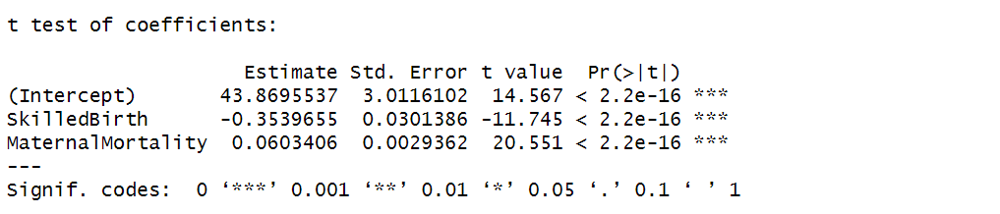 t test of coefficients:
                    Estimate Std. Error t value  Pr(>|t|)
(Intercept)       43.8695537  3.0116102  14.567 < 2.2e-16 ***
SkilledBirth      -0.3539655  0.0301386 -11.745 < 2.2e-16 ***
MaternalMortality  0.0603406  0.0029362  20.551 < 2.2e-16 ***
---
Signif. codes:  0 ‘***’ 0.001 ‘**’ 0.01 ‘*’ 0.05 ‘.’ 0.1 ‘ ’ 1